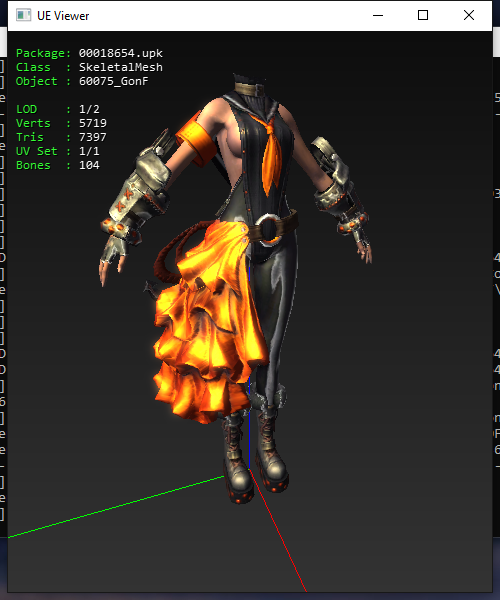 UE Viewer
Package: 00018654.upk
Class : SkeletalMesh
Object : 60075_GonF
LOD : 1/2
Verts : 5719
Tris : 7397
UV Set : 1/1
Bones : 104